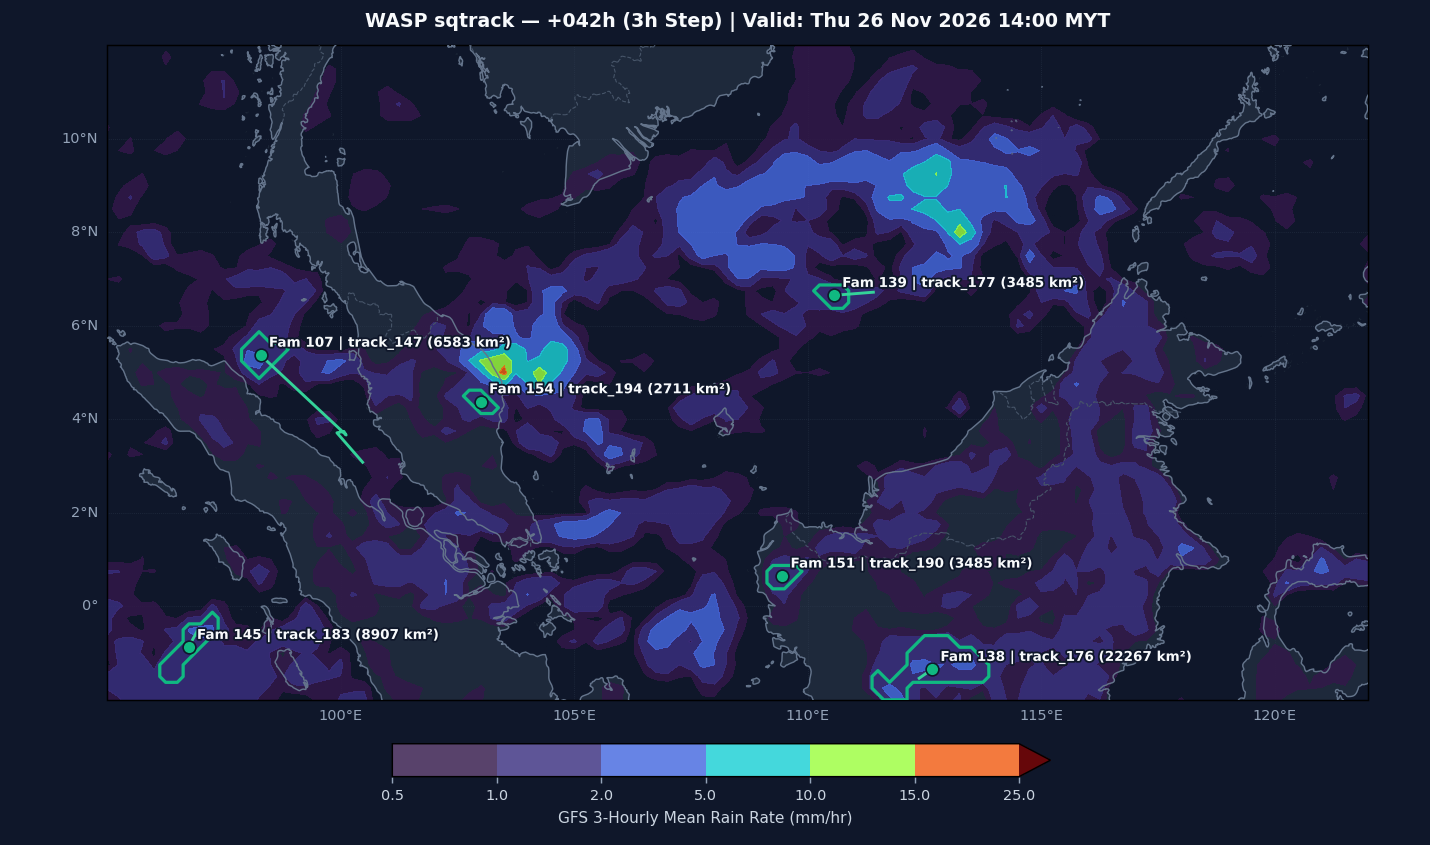 WASP sqtrack — +042h (3h Step) | Valid: Thu 26 Nov 2026 14:00 MYT
10°N
8°N
6°N
4°N
2°N
0°
Fam 139 | track_177 (3485 km²)
Fam 107 | track_147 (6583 km²)
Fam 154 | track_194 (2711 km²)
Fam 151 | track_190 (3485 km²)
Fam 145 | track_183 (8907 km²)
Fam 138 | track_176 (22267 km²)
100°E 105°E 110°E 115°E 120°E
0.5 1.0 2.0 5.0 10.0 15.0 25.0
GFS 3-Hourly Mean Rain Rate (mm/hr)